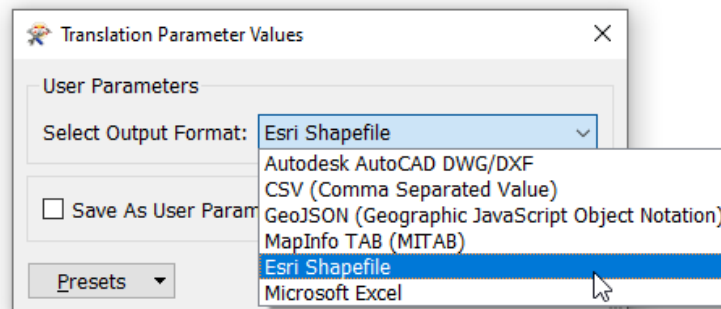 Translation Parameter Values
User Parameters
Select Output Format: Esri Shapefile
Autodesk AutoCAD DWG/DXF
CSV (Comma Separated Value)
Save As User Param
GeoJSON (Geographic JavaScript Object Notation)
MapInfo TAB (MITAB)
Esri Shapefile
Presets
Microsoft Excel